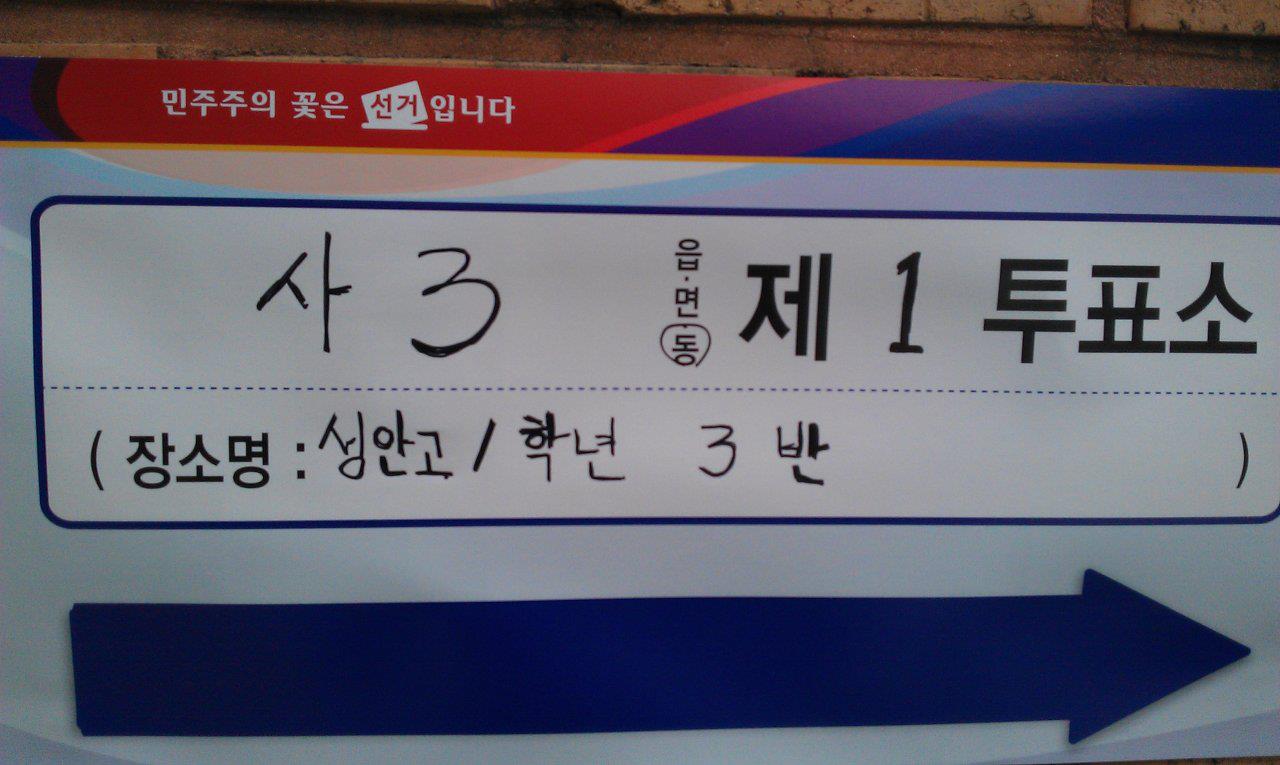 민주주의 꽃은 선거입니다
사 3 읍·면·동 제 1 투표소
( 장소명 : 성안고 1 학년 3 반 )